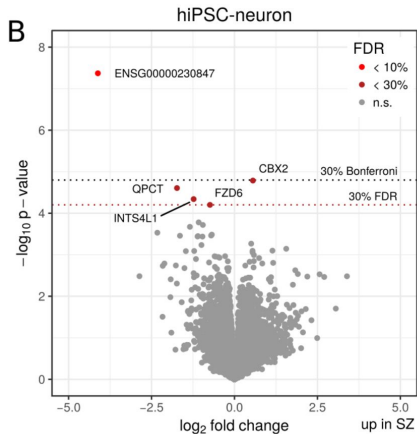 B
hiPSC-neuron
FDR
< 10%
< 30%
n.s.
ENSG00000230847
CBX2
30% Bonferroni
QPCT
FZD6
30% FDR
INTS4L1
8
6
4
2
0
−log10 p − value
−5.0 −2.5 0.0 2.5 5.0
log2 fold change
up in SZ